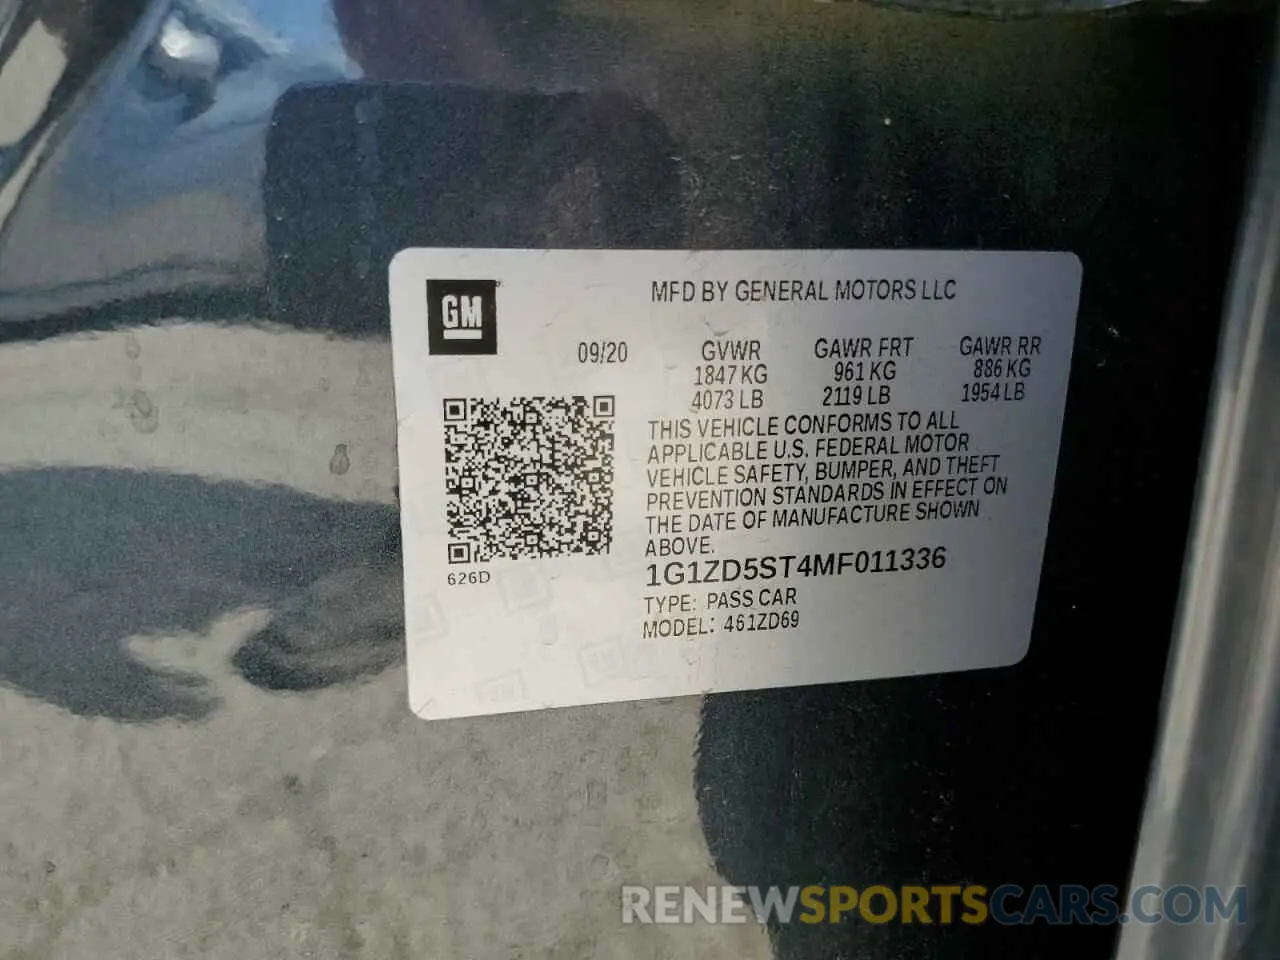 GM
MFD BY GENERAL MOTORS LLC
09/20
GVWR GAWR FRT GAWR RR
1847 KG 961 KG 886 KG
4073 LB 2119 LB 1954 LB
THIS VEHICLE CONFORMS TO ALL
APPLICABLE U.S. FEDERAL MOTOR
VEHICLE SAFETY, BUMPER, AND THEFT
PREVENTION STANDARDS IN EFFECT ON
THE DATE OF MANUFACTURE SHOWN
ABOVE.
626D
1G1ZD5ST4MF011336
TYPE: PASS CAR
MODEL: 461ZD69
RENEWSPORTSCARS.COM